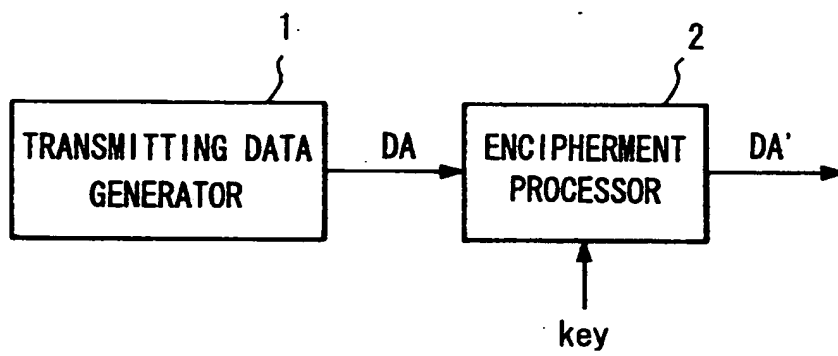 1
2
TRANSMITTING DATA
GENERATOR
DA
ENCIPHERMENT
PROCESSOR
DA'
key